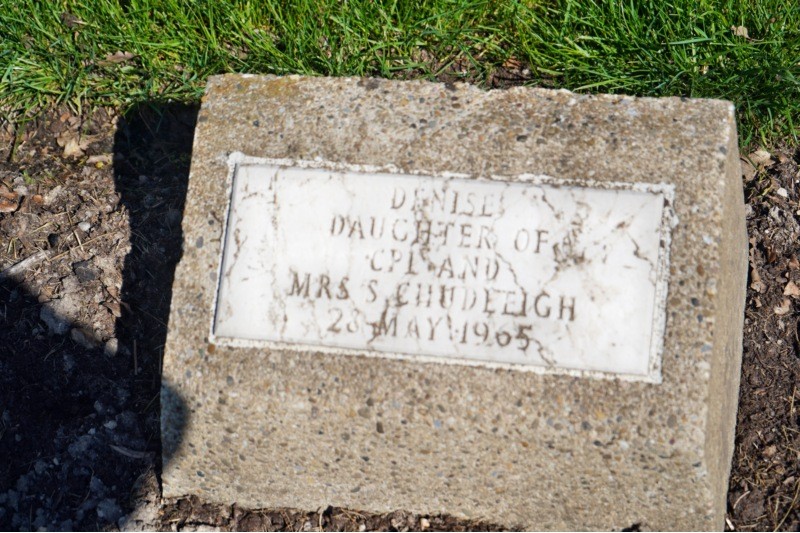 DENISE
DAUGHTER OF
CPL AND
MRS S. CHUDLEIGH
28 MAY 1965